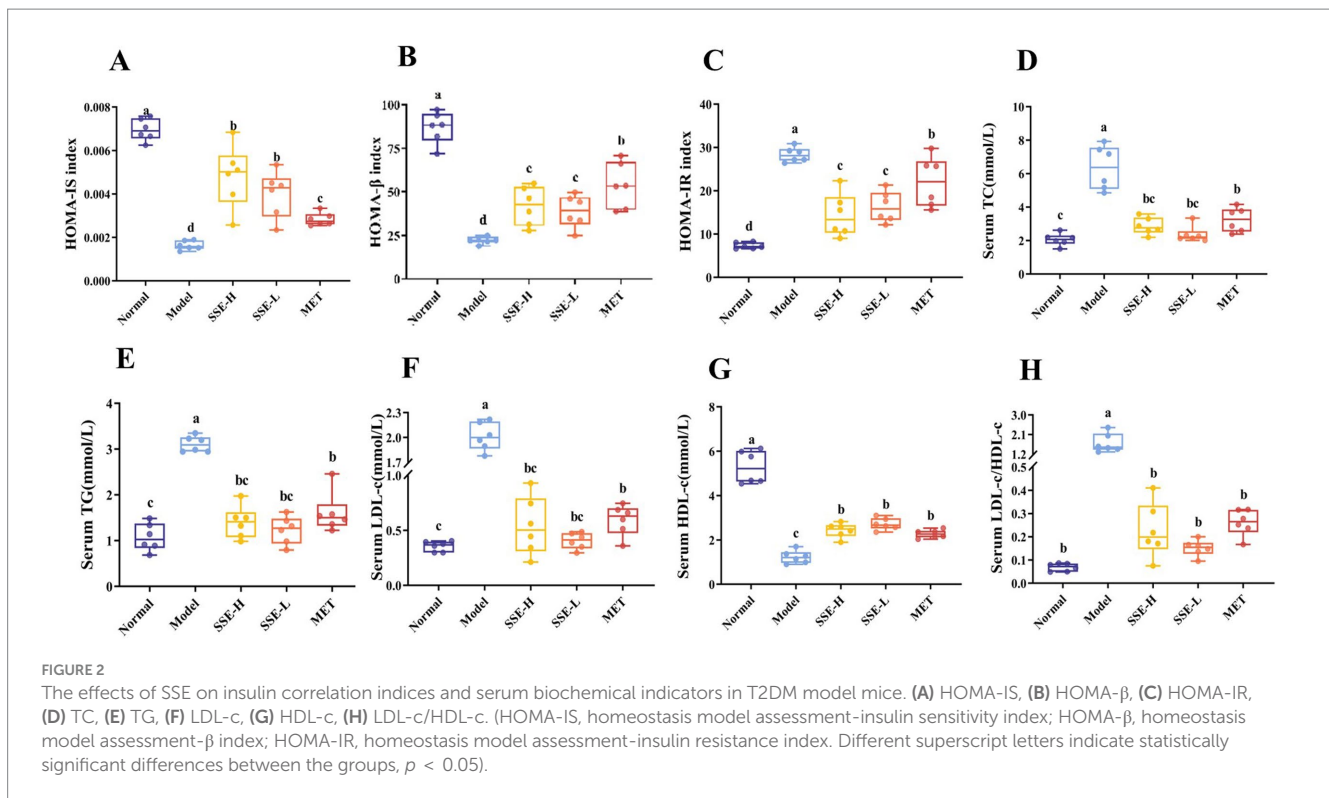 A
HOMA-IS index
0.008
0.006
0.004
0.002
0.000
a
d
b
b
c
Normal
Model
SSE-H
SSE-L
MET
B
HOMA-β index
100
75
50
25
0
a
d
c
c
b
Normal
Model
SSE-H
SSE-L
MET
C
HOMA-IR index
40
30
20
10
0
d
a
c
c
b
Normal
Model
SSE-H
SSE-L
MET
D
Serum TC(mmol/L)
10
8
6
4
2
0
c
a
bc
bc
b
Normal
Model
SSE-H
SSE-L
MET
E
Serum TG(mmol/L)
4
3
2
1
0
c
a
bc
bc
b
Normal
Model
SSE-H
SSE-L
MET
F
Serum LDL-c(mmol/L)
2.3
2.0
1.7
1.0
0.5
0.0
c
a
bc
bc
b
Normal
Model
SSE-H
SSE-L
MET
G
Serum HDL-c(mmol/L)
8
6
4
2
0
a
c
b
b
b
Normal
Model
SSE-H
SSE-L
MET
H
Serum LDL-c/HDL-c
3.0
2.1
1.2
0.5
0.4
0.3
0.2
0.1
0.0
b
a
b
b
b
Normal
Model
SSE-H
SSE-L
MET
FIGURE 2
The effects of SSE on insulin correlation indices and serum biochemical indicators in T2DM model mice. (A) HOMA-IS, (B) HOMA-β, (C) HOMA-IR,
(D) TC, (E) TG, (F) LDL-c, (G) HDL-c, (H) LDL-c/HDL-c. (HOMA-IS, homeostasis model assessment-insulin sensitivity index; HOMA-β, homeostasis
model assessment-β index; HOMA-IR, homeostasis model assessment-insulin resistance index. Different superscript letters indicate statistically
significant differences between the groups, p < 0.05).